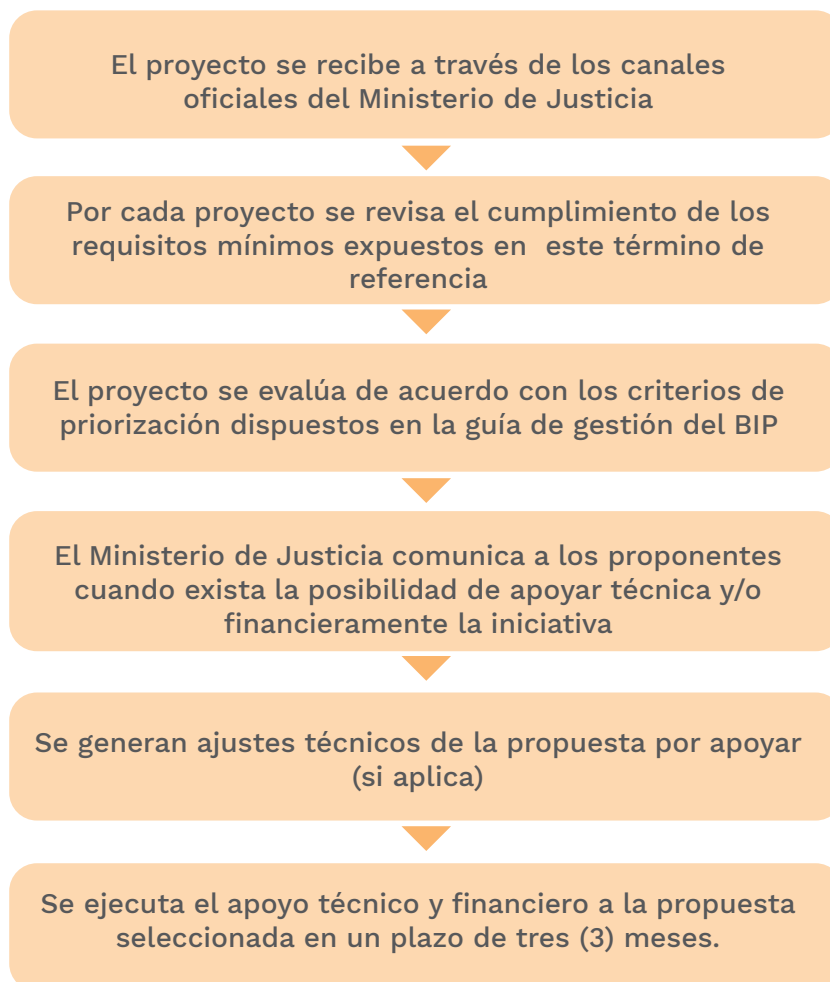 El proyecto se recibe a través de los canales
oficiales del Ministerio de Justicia
Por cada proyecto se revisa el cumplimiento de los
requisitos mínimos expuestos en  este término de
referencia
El proyecto se evalúa de acuerdo con los criterios de
priorización dispuestos en la guía de gestión del BIP
El Ministerio de Justicia comunica a los proponentes
cuando exista la posibilidad de apoyar técnica y/o
financieramente la iniciativa
Se generan ajustes técnicos de la propuesta por apoyar
(si aplica)
Se ejecuta el apoyo técnico y financiero a la propuesta
seleccionada en un plazo de tres (3) meses.